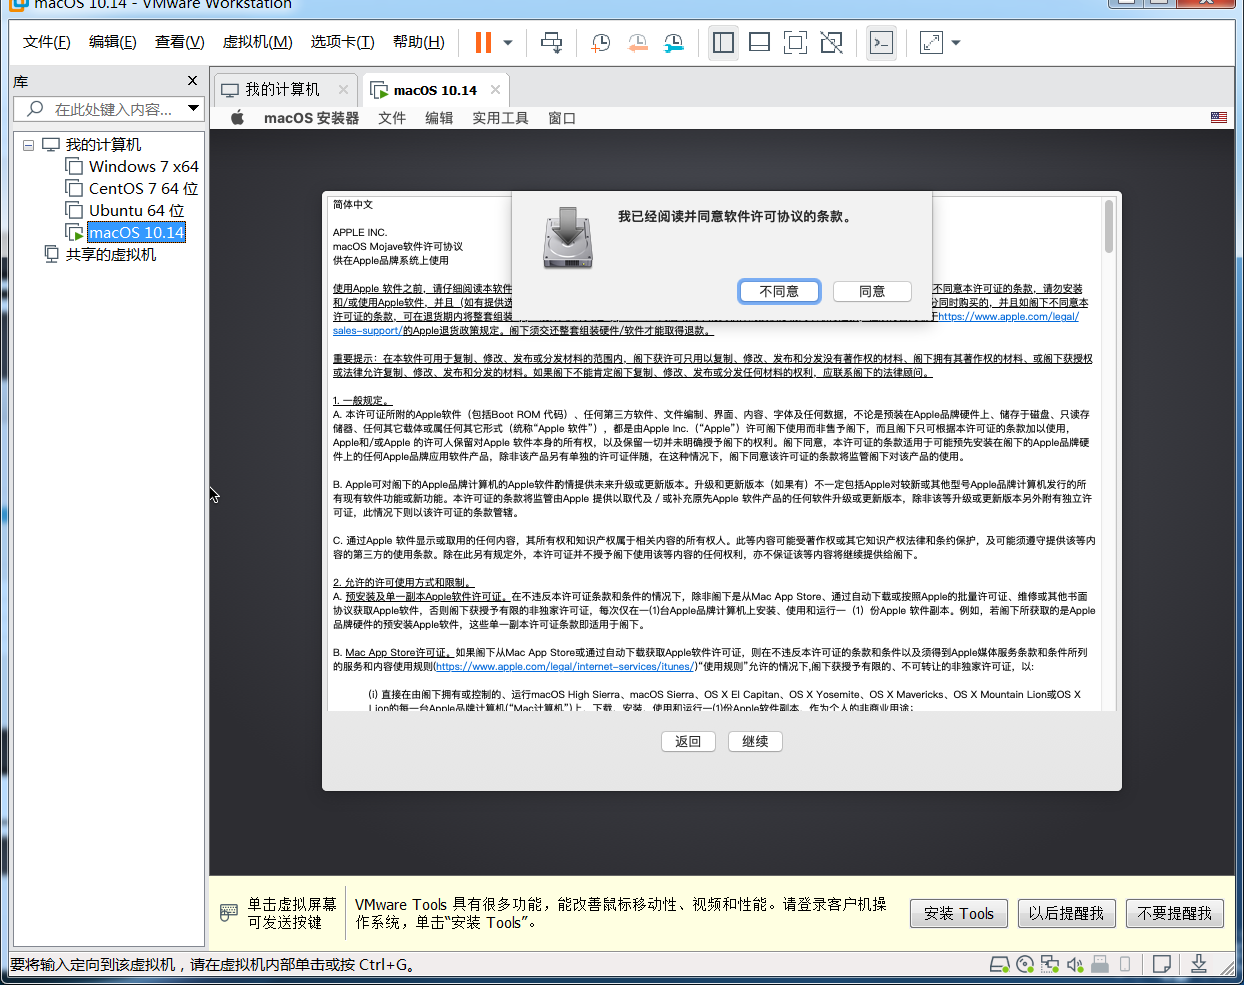 macOS 10.14 - VMware Workstation
文件(F) 编辑(E) 查看(V) 虚拟机(M) 选项卡(T) 帮助(H)
库
在此处键入内容...
我的计算机
Windows 7 x64
CentOS 7 64 位
Ubuntu 64 位
macOS 10.14
共享的虚拟机
我的计算机
macOS 10.14
macOS 安装器 文件 编辑 实用工具 窗口
我已经阅读并同意软件许可协议的条款。
不同意 同意
简体中文
APPLE INC.
macOS Mojave软件许可协议
供在Apple品牌系统上使用
使用Apple 软件之前，请仔细阅读本软件 不同意本许可证的条款，请勿安装
和/或使用Apple软件，并且（如有提供选 分同时购买的，并且如阁下不同意本
许可证的条款，可在退货期内将整套组装 于https://www.apple.com/legal/
sales-support/的Apple退货政策规定。阁下须交还整套组装硬件/软件才能取得退款。
重要提示：在本软件可用于复制、修改、发布或分发材料的范围内，阁下获许可只用以复制、修改、发布和分发没有著作权的材料、阁下拥有其著作权的材料、或阁下获授权
或法律允许复制、修改、发布和分发的材料。如果阁下不能肯定阁下复制、修改、发布或分发任何材料的权利，应联系阁下的法律顾问。
1. 一般规定。
A. 本许可证所附的Apple软件（包括Boot ROM 代码）、任何第三方软件、文件编制、界面、内容、字体及任何数据，不论是预装在Apple品牌硬件上、储存于磁盘、只读存
储器、任何其它载体或属任何其它形式（统称“Apple 软件”），都是由Apple Inc.（“Apple”）许可阁下使用而非售予阁下，而且阁下只可根据本许可证的条款加以使用，
Apple和/或Apple 的许可人保留对Apple 软件本身的所有权，以及保留一切并未明确授予阁下的权利。阁下同意，本许可证的条款适用于可能预先安装在阁下的Apple品牌硬
件上的任何Apple品牌应用软件产品，除非该产品另有单独的许可证伴随，在这种情况下，阁下同意该许可证的条款将监管阁下对该产品的使用。
B. Apple可对阁下的Apple品牌计算机的Apple软件酌情提供未来升级或更新版本。升级和更新版本（如果有）不一定包括Apple对较新或其他型号Apple品牌计算机发行的所
有现有软件功能或新功能。本许可证的条款将监管由Apple 提供以取代及 / 或补充原先Apple 软件产品的任何软件升级或更新版本，除非该等升级或更新版本另外附有独立许
可证，此情况下则以该许可证的条款管辖。
C. 通过Apple 软件显示或取用的任何内容，其所有权和知识产权属于相关内容的所有权人。此等内容可能受著作权或其它知识产权法律和条约保护，及可能须遵守提供该等内
容的第三方的使用条款。除在此另有规定外，本许可证并不授予阁下使用该等内容的任何权利，亦不保证该等内容将继续提供给阁下。
2. 允许的许可使用方式和限制。
A. 预安装及单一副本Apple软件许可证。在不违反本许可证条款和条件的情况下，除非阁下是从Mac App Store、通过自动下载或按照Apple的批量许可证、维修或其他书面
协议获取Apple软件，否则阁下获授予有限的非独家许可证，每次仅在一(1)台Apple品牌计算机上安装、使用和运行一（1）份Apple 软件副本。例如，若阁下所获取的是Apple
品牌硬件的预安装Apple软件，这些单一副本许可证条款即适用于阁下。
B. Mac App Store许可证。如果阁下从Mac App Store或通过自动下载获取Apple软件许可证，则在不违反本许可证的条款和条件以及须得到Apple媒体服务条款和条件所列
的服务和内容使用规则(https://www.apple.com/legal/internet-services/itunes/)“使用规则”允许的情况下,阁下获授予有限的、不可转让的非独家许可证，以:
(i) 直接在由阁下拥有或控制的、运行macOS High Sierra、macOS Sierra、OS X El Capitan、OS X Yosemite、OS X Mavericks、OS X Mountain Lion或OS X
Lion的每一台Apple品牌计算机(“Mac计算机”)上，下载、安装、使用和运行一(1)份Apple软件副本，作为个人的非商业用途；
返回 继续
单击虚拟屏幕
可发送按键
VMware Tools 具有很多功能，能改善鼠标移动性、视频和性能。请登录客户机操
作系统，单击“安装 Tools”。
安装 Tools 以后提醒我 不要提醒我
要将输入定向到该虚拟机，请在虚拟机内部单击或按 Ctrl+G。